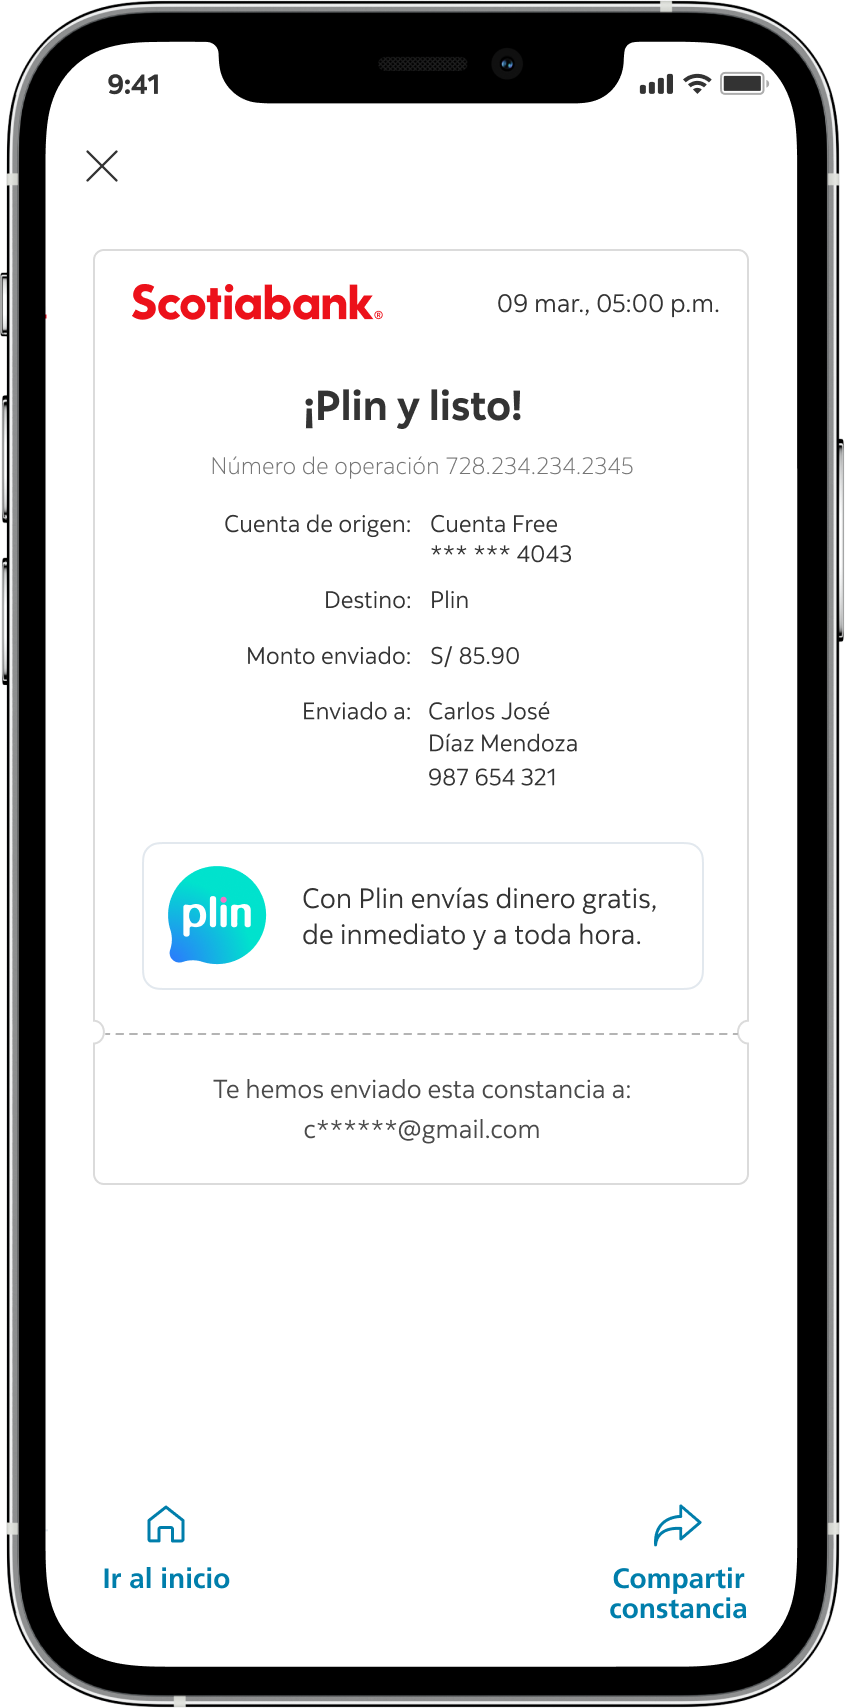 9:41
Scotiabank®
09 mar., 05:00 p.m.
¡Plin y listo!
Número de operación 728.234.234.2345
Cuenta de origen: Cuenta Free
*** *** 4043
Destino: Plin
Monto enviado: S/ 85.90
Enviado a: Carlos José
Díaz Mendoza
987 654 321
plin
Con Plin envías dinero gratis,
de inmediato y a toda hora.
Te hemos enviado esta constancia a:
c******@gmail.com
Ir al inicio
Compartir
constancia